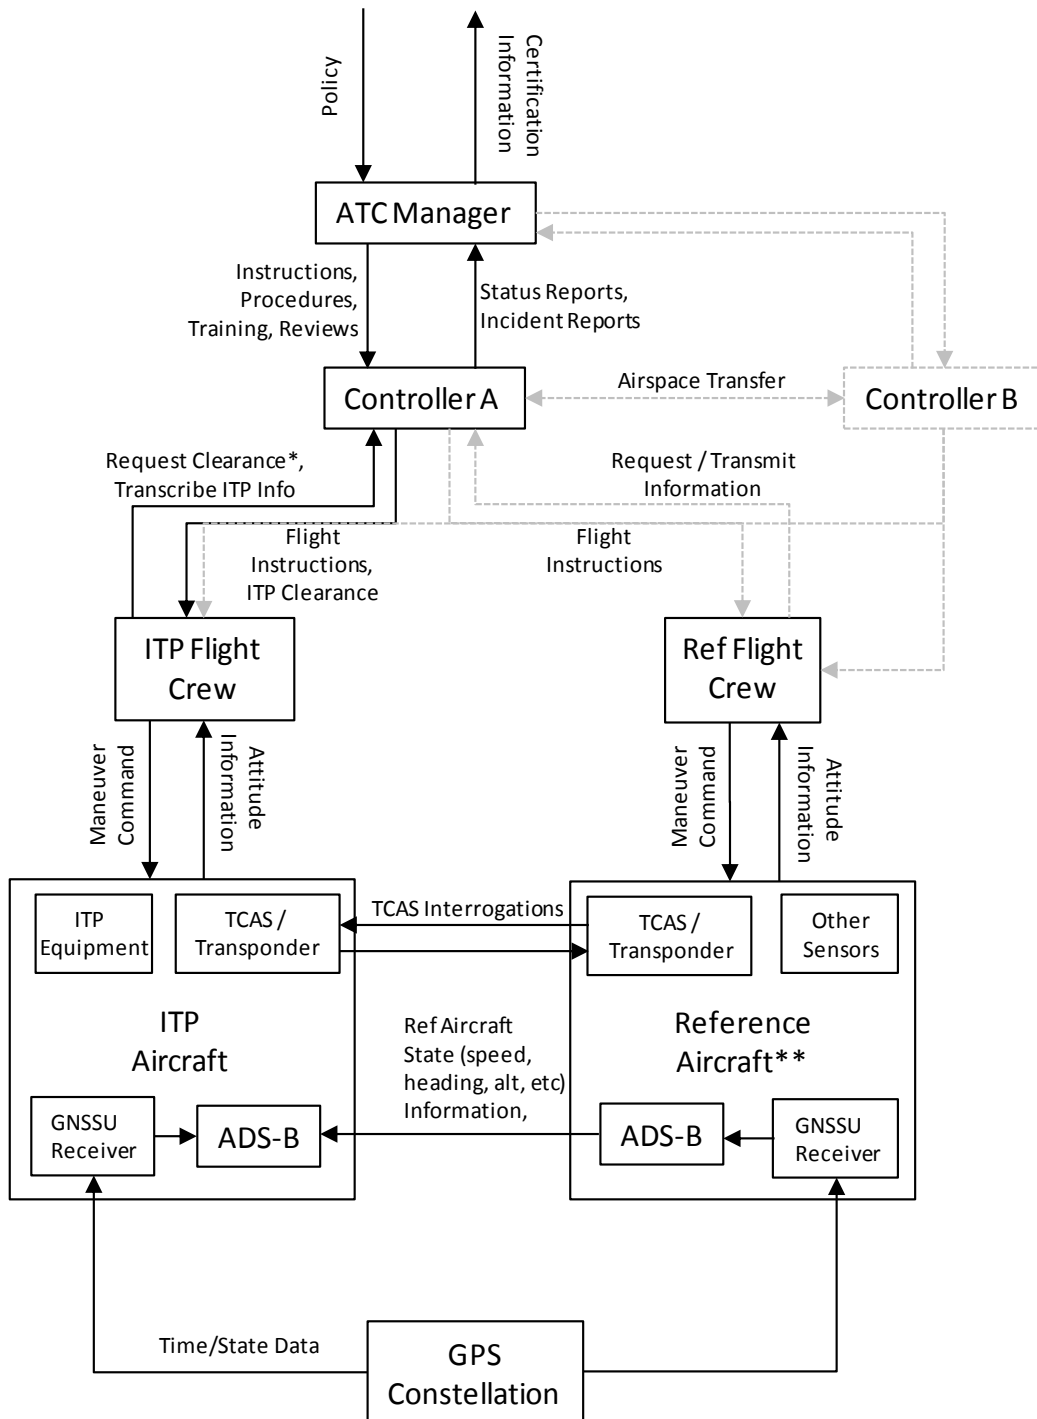 Policy
Certification
Information
ATC Manager
Instructions,
Procedures,
Training, Reviews
Status Reports,
Incident Reports
Controller A
Airspace Transfer
Controller B
Request Clearance*,
Transcribe ITP Info
Request / Transmit
Information
Flight
Instructions,
ITP Clearance
Flight
Instructions
ITP Flight
Crew
Ref Flight
Crew
Maneuver
Command
Attitude
Information
Maneuver
Command
Attitude
Information
ITP
Equipment
TCAS /
Transponder
TCAS Interrogations
TCAS /
Transponder
Other
Sensors
ITP
Aircraft
Ref Aircraft
State (speed,
heading, alt, etc)
Information,
Reference
Aircraft**
GNSSU
Receiver
ADS-B
ADS-B
GNSSU
Receiver
Time/State Data
GPS
Constellation